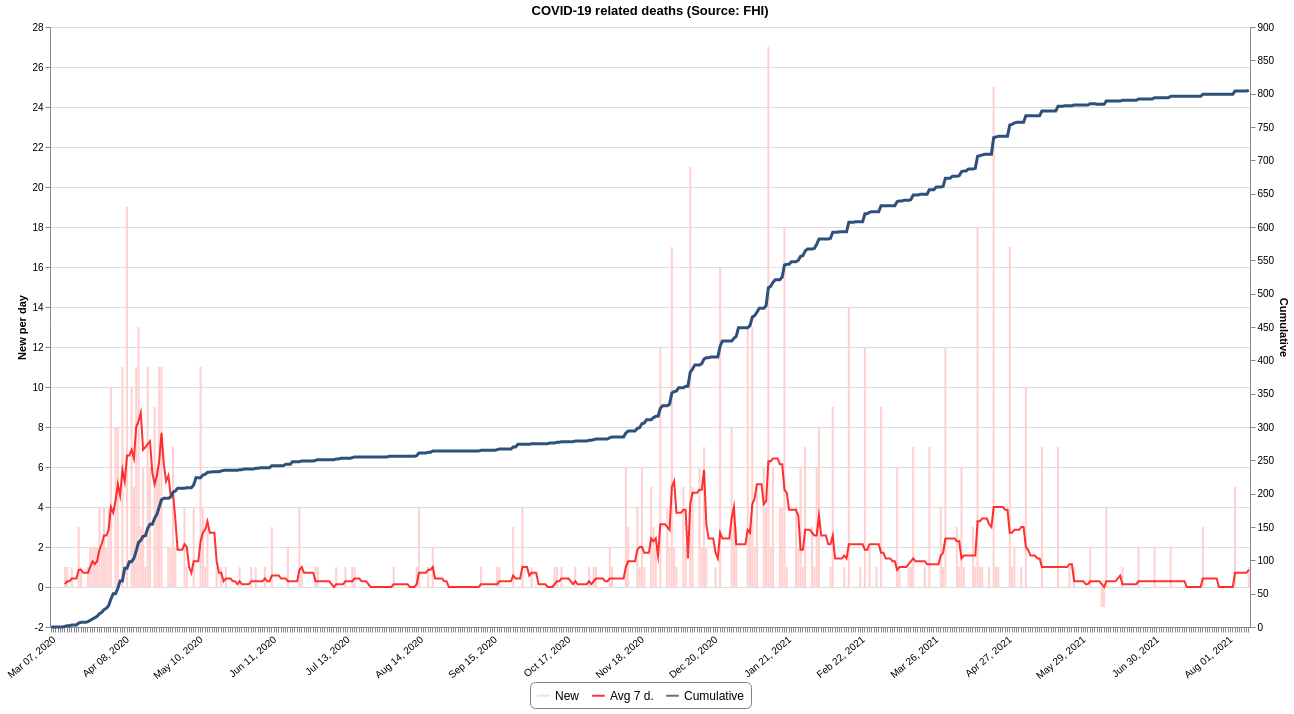 COVID-19 related deaths (Source: FHI)
28
26
24
22
20
18
16
14
12
10
8
6
4
2
0
-2
New per day
900
850
800
750
700
650
600
550
500
450
400
350
300
250
200
150
100
50
0
Cumulative
Mar 07, 2020
Apr 08, 2020
May 10, 2020
Jun 11, 2020
Jul 13, 2020
Aug 14, 2020
Sep 15, 2020
Oct 17, 2020
Nov 18, 2020
Dec 20, 2020
Jan 21, 2021
Feb 22, 2021
Mar 26, 2021
Apr 27, 2021
May 29, 2021
Jun 30, 2021
Aug 01, 2021
New Avg 7 d. Cumulative